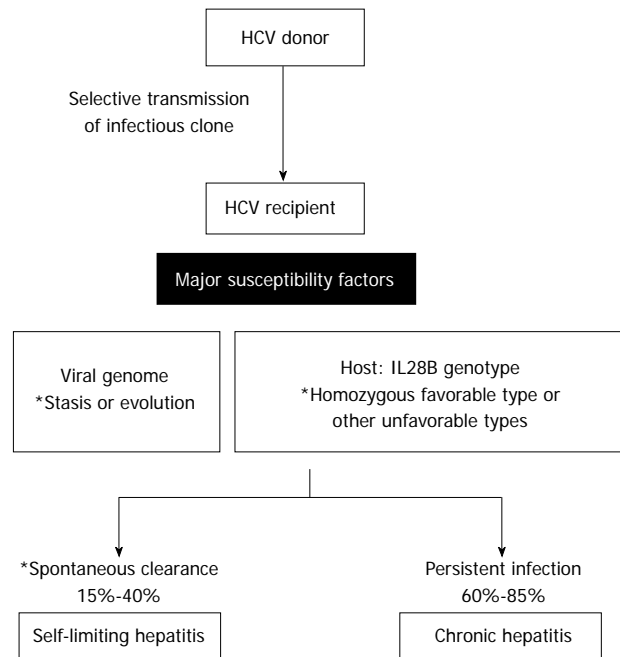 HCV donor
Selective transmission
of infectious clone
HCV recipient
Major susceptibility factors
Viral genome
*Stasis or evolution
Host: IL28B genotype
*Homozygous favorable type or
other unfavorable types
*Spontaneous clearance
15%-40%
Self-limiting hepatitis
Persistent infection
60%-85%
Chronic hepatitis